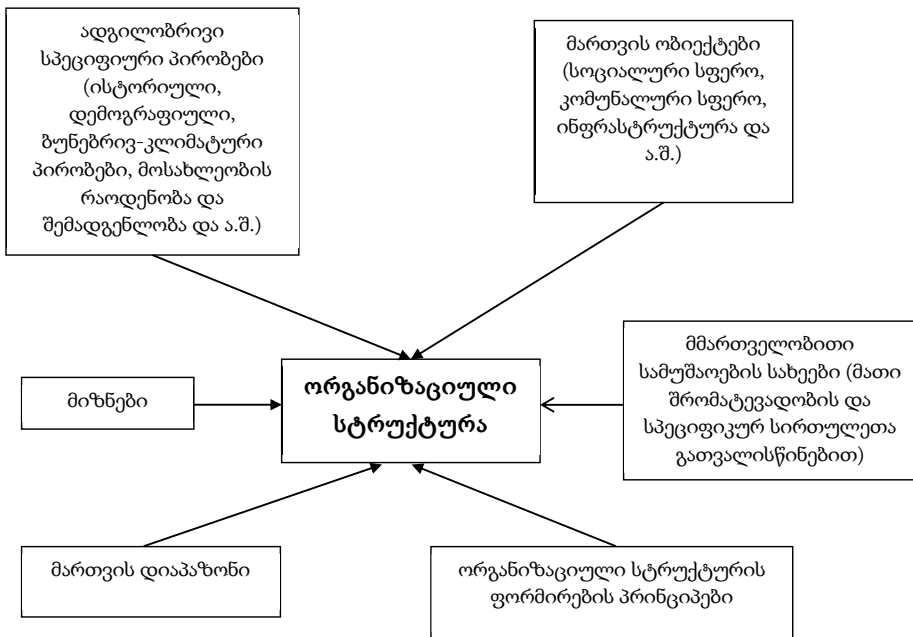 ადგილობრივი
სპეციფიური პირობები
(ისტორიული,
დემოგრაფიული,
ბუნებრივ-კლიმატური
პირობები, მოსახლეობის
რაოდენობა და
შემადგენლობა და ა.შ.)
მართვის ობიექტები
(სოციალური სფერო,
კომუნალური სფერო,
ინფრასტრუქტურა და
ა.შ.)
მიზნები
ორგანიზაციული
სტრუქტურა
მმართველობითი
სამუშაოების სახეები (მათი
შრომატევადობის და
სპეციფიკურ სირთულეთა
გათვალისწინებით)
მართვის დიაპაზონი
ორგანიზაციული სტრუქტურის
ფორმირების პრინციპები